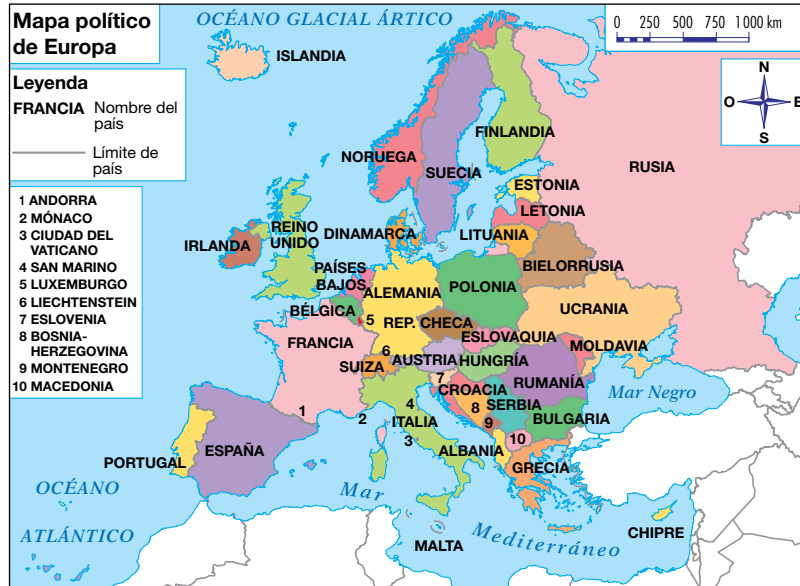 Mapa político
de Europa
Leyenda
FRANCIA Nombre del
país
Límite de
país
1 ANDORRA
2 MÓNACO
3 CIUDAD DEL
VATICANO
4 SAN MARINO
5 LUXEMBURGO
6 LIECHTENSTEIN
7 ESLOVENIA
8 BOSNIA-
HERZEGOVINA
9 MONTENEGRO
10 MACEDONIA
0 250 500 750 1 000 km
N
O E
S
OCÉANO GLACIAL ÁRTICO
ISLANDIA
FINLANDIA
NORUEGA
SUECIA
RUSIA
ESTONIA
LETONIA
REINO
UNIDO
DINAMARCA
LITUANIA
IRLANDA
BIELORRUSIA
PAÍSES
BAJOS
ALEMANIA
POLONIA
BÉLGICA
UCRANIA
5
REP. CHECA
FRANCIA
ESLOVAQUIA
MOLDAVIA
6
SUIZA
AUSTRIA
HUNGRÍA
7
CROACIA
RUMANÍA
Mar Negro
4
8
SERBIA
1
2
ITALIA
9
BULGARIA
3
10
PORTUGAL
ESPAÑA
ALBANIA
GRECIA
OCÉANO
ATLÁNTICO
Mar
Mediterráneo
MALTA
CHIPRE